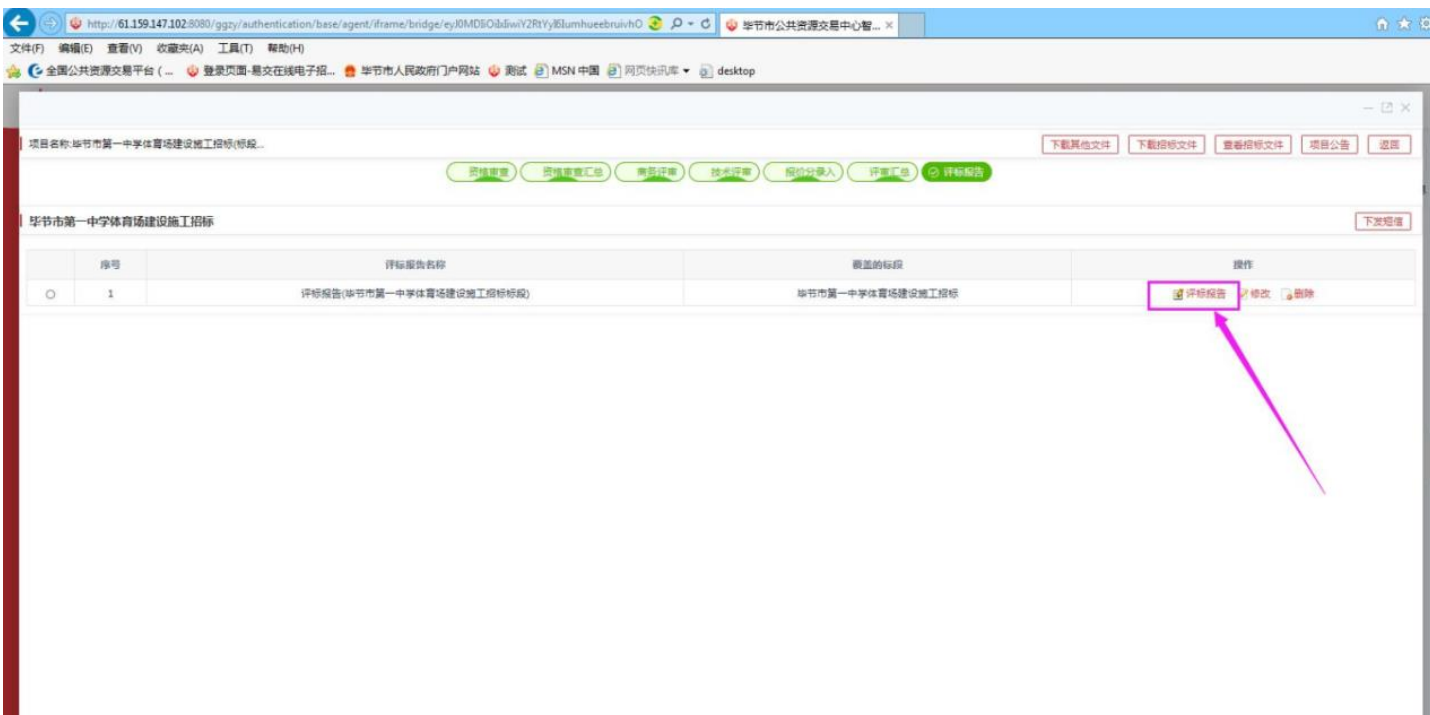 http://61.159.147.102:8080/ggzy/authentication/base/agent/iframe/bridge/
毕节市公共资源交易中心智... ×
文件(F) 编辑(E) 查看(V) 收藏夹(A) 工具(T) 帮助(H)
全国公共资源交易平台 (... 登录页面-易交在线电子招... 毕节市人民政府门户网站 测试 MSN 中国 网页快讯库 desktop
项目名称:毕节市第一中学体育场建设施工招标(标段...
下载其他文件 下载招标文件 查看招标文件 项目公告 返回
资格审查 资格审查汇总 商务评审 技术评审 报价分录入 评审汇总 评标报告
毕节市第一中学体育场建设施工招标 下发短信
序号 评标报告名称 覆盖的标段 操作
1 评标报告(毕节市第一中学体育场建设施工招标标段) 毕节市第一中学体育场建设施工招标 评标报告 修改 删除